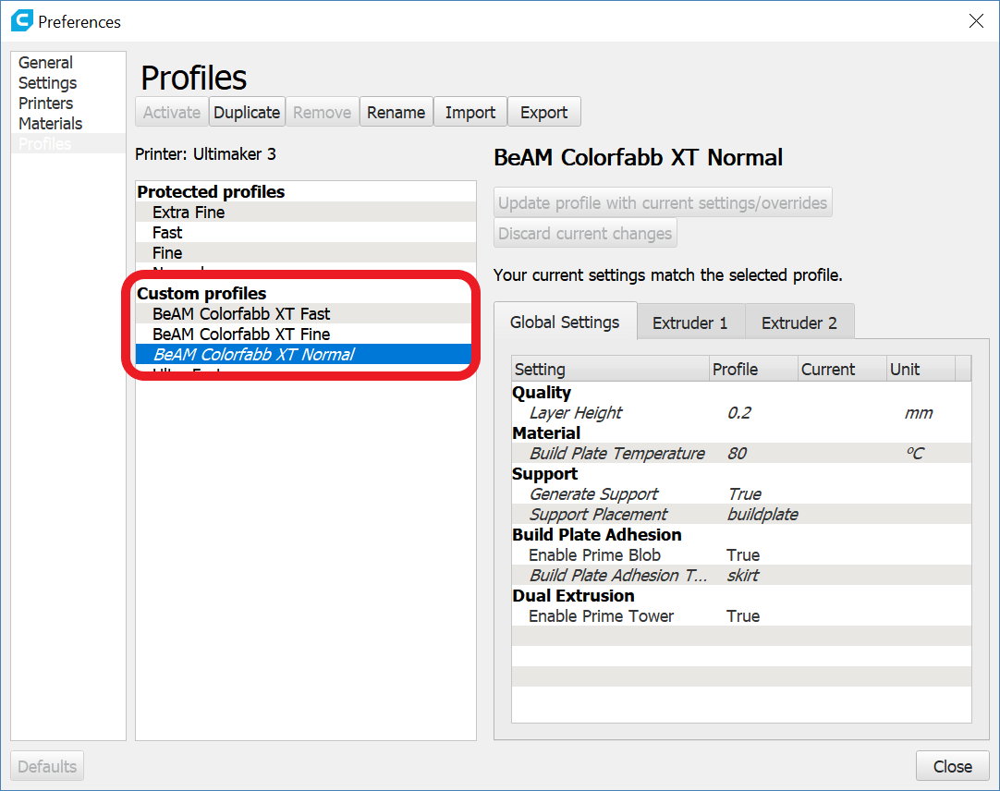 Preferences
General
Settings
Printers
Materials
Profiles
Profiles
Activate Duplicate Remove Rename Import Export
Printer: Ultimaker 3
Protected profiles
Extra Fine
Fast
Fine
Custom profiles
BeAM Colorfabb XT Fast
BeAM Colorfabb XT Fine
BeAM Colorfabb XT Normal
BeAM Colorfabb XT Normal
Update profile with current settings/overrides
Discard current changes
Your current settings match the selected profile.
Global Settings Extruder 1 Extruder 2
Setting Profile Current Unit
Quality
Layer Height 0.2 mm
Material
Build Plate Temperature 80 ºC
Support
Generate Support True
Support Placement buildplate
Build Plate Adhesion
Enable Prime Blob True
Build Plate Adhesion T... skirt
Dual Extrusion
Enable Prime Tower True
Defaults
Close